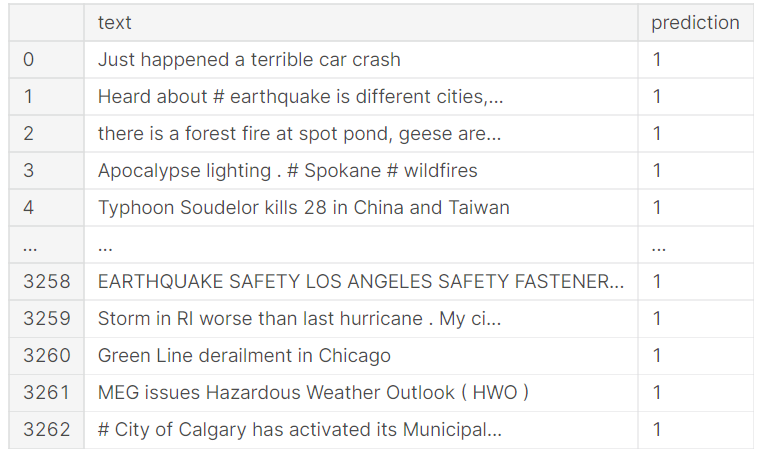 text prediction
0 Just happened a terrible car crash 1
1 Heard about # earthquake is different cities,... 1
2 there is a forest fire at spot pond, geese are... 1
3 Apocalypse lighting . # Spokane # wildfires 1
4 Typhoon Soudelor kills 28 in China and Taiwan 1
... ... ...
3258 EARTHQUAKE SAFETY LOS ANGELES SAFETY FASTENER... 1
3259 Storm in RI worse than last hurricane . My ci... 1
3260 Green Line derailment in Chicago 1
3261 MEG issues Hazardous Weather Outlook ( HWO ) 1
3262 # City of Calgary has activated its Municipal... 1